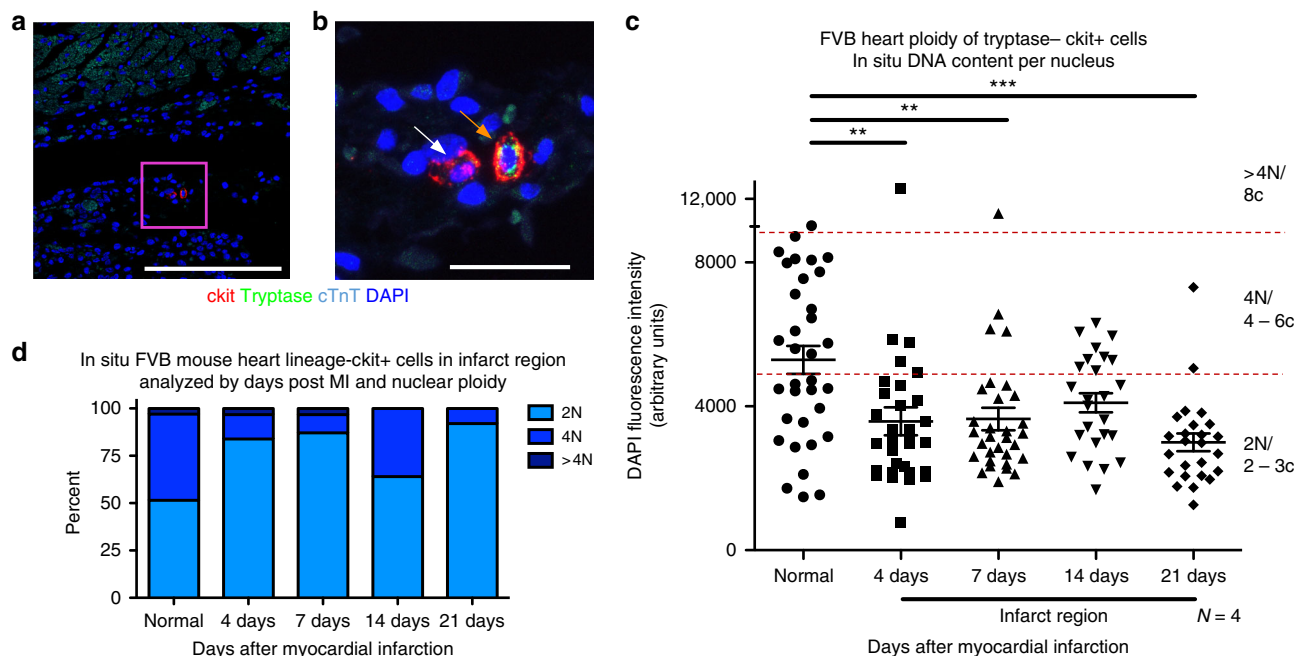 a
b
ckit Tryptase cTnT DAPI
c
FVB heart ploidy of tryptase– ckit+ cells
In situ DNA content per nucleus
***
**
**
DAPI fluorescence intensity
(arbitrary units)
12,000
8000
4000
0
>4N/
8c
4N/
4 – 6c
2N/
2 – 3c
Normal 4 days 7 days 14 days 21 days
Infarct region N = 4
Days after myocardial infarction
d
In situ FVB mouse heart lineage-ckit+ cells in infarct region
analyzed by days post MI and nuclear ploidy
Percent
100
75
50
25
0
2N
4N
>4N
Normal 4 days 7 days 14 days 21 days
Days after myocardial infarction